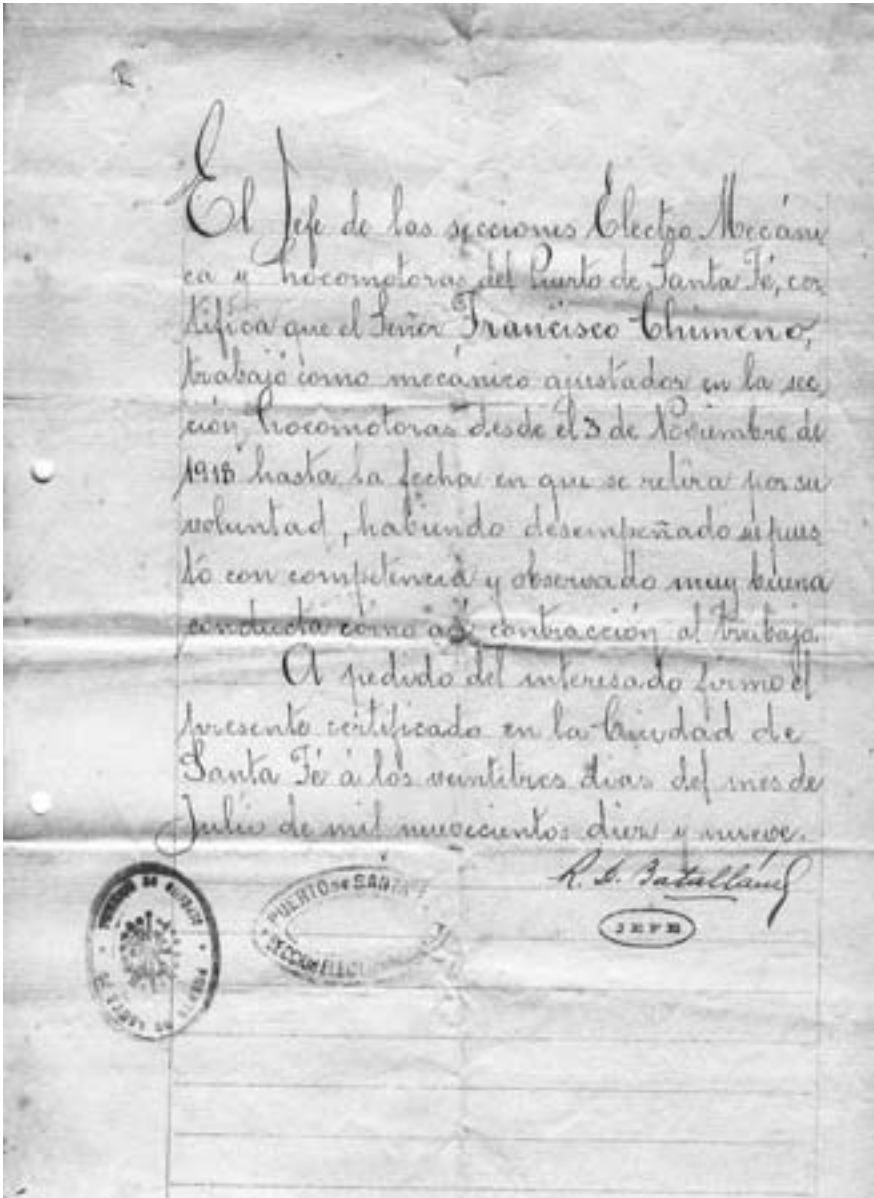 El Jefe de las secciones Electro Mecáni
ca y Locomotoras del Puerto de Santa Fé, cer
tifica que el Señor Francisco Chimeno,
trabajó como mecánico ajustador en la sec
ción Locomotoras desde el 3 de Noviembre de
1918 hasta la fecha en que se retira por su
voluntad, habiendo desempeñado su pues
to con competencia y observado muy buena
conducta como así contracción al trabajo.
A pedido del interesado firmo el
presente certificado en la Ciudad de
Santa Fé á los veintitres dias del mes de
Julio de mil novecientos diez y nueve.
R. D. Batallán
JEFE
PUERTO DE SANTA